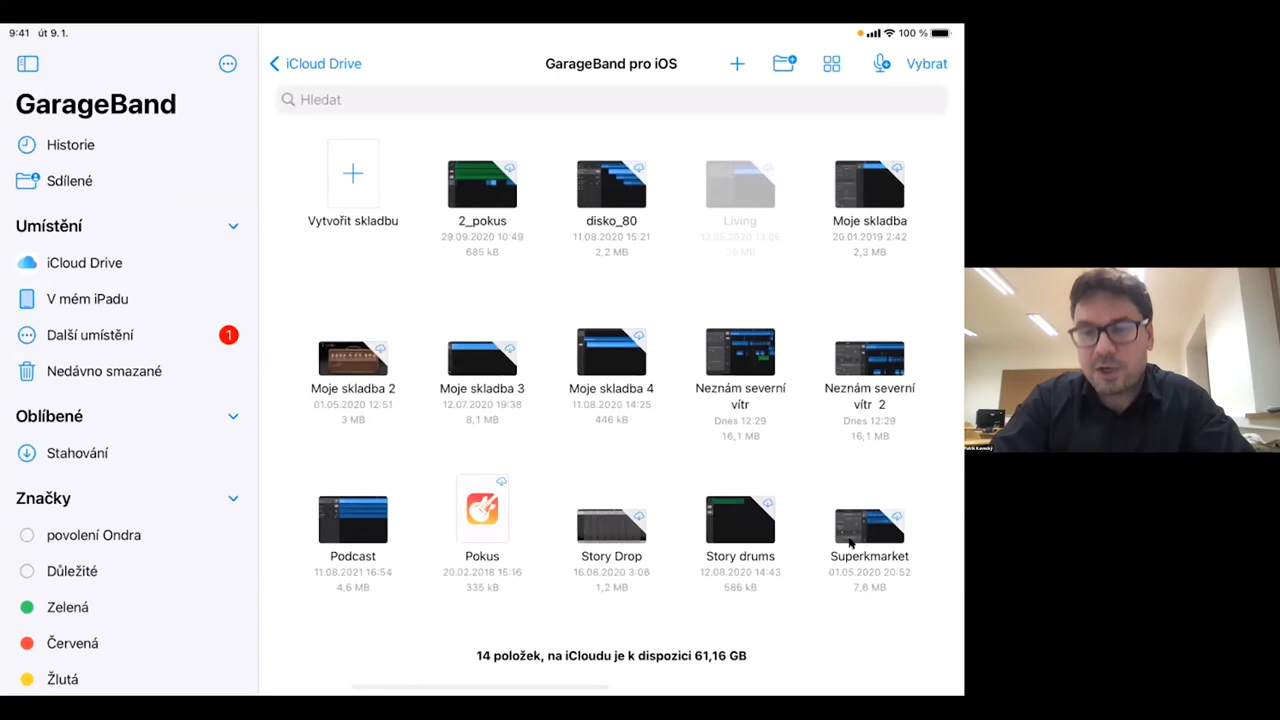 9:41 út 9. 1.
100 %
GarageBand
Historie
Sdílené
Umístění
iCloud Drive
V mém iPadu
Další umístění
1
Nedávno smazané
Oblíbené
Stahování
Značky
povolení Ondra
Důležité
Zelená
Červená
Žlutá
iCloud Drive
GarageBand pro iOS
Vybrat
Hledat
Vytvořit skladbu
2_pokus
29.09.2020 10:49
685 kB
disko_80
11.08.2020 15:21
2,2 MB
Living
39 MB
Moje skladba
20.01.2019 2:42
2,3 MB
Moje skladba 2
01.05.2020 12:51
3 MB
Moje skladba 3
12.07.2020 19:38
8,1 MB
Moje skladba 4
11.08.2020 14:25
446 kB
Neznám severní
vítr
Dnes 12:29
16,1 MB
Neznám severní
vítr 2
Dnes 12:29
16,1 MB
Podcast
11.08.2021 16:54
4,6 MB
Pokus
20.02.2018 15:16
335 kB
Story Drop
16.08.2020 3:06
1,2 MB
Story drums
12.08.2020 14:43
586 kB
Superkmarket
01.05.2020 20:52
7,6 MB
14 položek, na iCloudu je k dispozici 61,16 GB